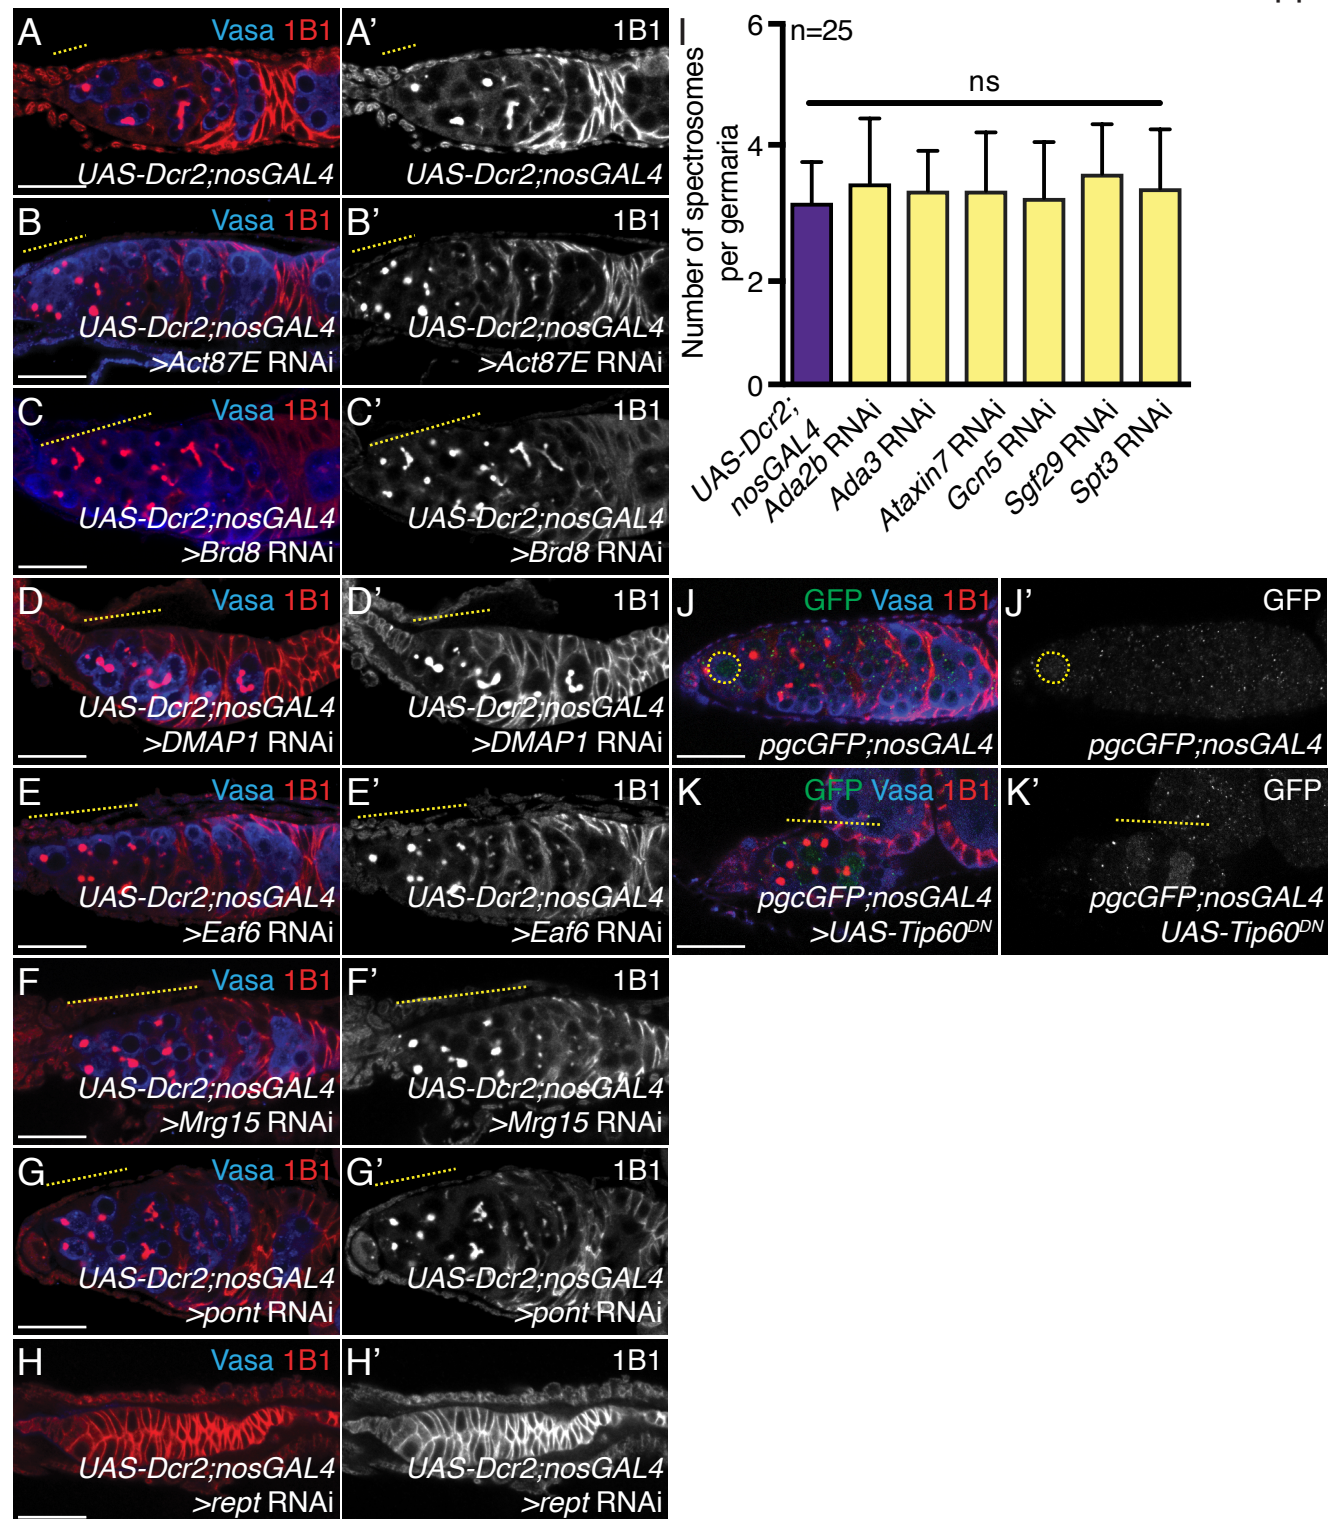 A Vasa 1B1
UAS-Dcr2;nosGAL4
A’ 1B1
UAS-Dcr2;nosGAL4
B Vasa 1B1
UAS-Dcr2;nosGAL4
>Act87E RNAi
B’ 1B1
UAS-Dcr2;nosGAL4
>Act87E RNAi
C Vasa 1B1
UAS-Dcr2;nosGAL4
>Brd8 RNAi
C’ 1B1
UAS-Dcr2;nosGAL4
>Brd8 RNAi
D Vasa 1B1
UAS-Dcr2;nosGAL4
>DMAP1 RNAi
D’ 1B1
UAS-Dcr2;nosGAL4
>DMAP1 RNAi
E Vasa 1B1
UAS-Dcr2;nosGAL4
>Eaf6 RNAi
E’ 1B1
UAS-Dcr2;nosGAL4
>Eaf6 RNAi
F Vasa 1B1
UAS-Dcr2;nosGAL4
>Mrg15 RNAi
F’ 1B1
UAS-Dcr2;nosGAL4
>Mrg15 RNAi
G Vasa 1B1
UAS-Dcr2;nosGAL4
>pont RNAi
G’ 1B1
UAS-Dcr2;nosGAL4
>pont RNAi
H Vasa 1B1
UAS-Dcr2;nosGAL4
>rept RNAi
H’ 1B1
UAS-Dcr2;nosGAL4
>rept RNAi
I
Number of spectrosomes
per germaria
6
4
2
0
n=25
ns
UAS-Dcr2;
nosGAL4
Ada2b RNAi
Ada3 RNAi
Ataxin7 RNAi
Gcn5 RNAi
Sgf29 RNAi
Spt3 RNAi
J GFP Vasa 1B1
pgcGFP;nosGAL4
J’ GFP
pgcGFP;nosGAL4
K GFP Vasa 1B1
pgcGFP;nosGAL4
>UAS-Tip60DN
K’ GFP
pgcGFP;nosGAL4
UAS-Tip60DN